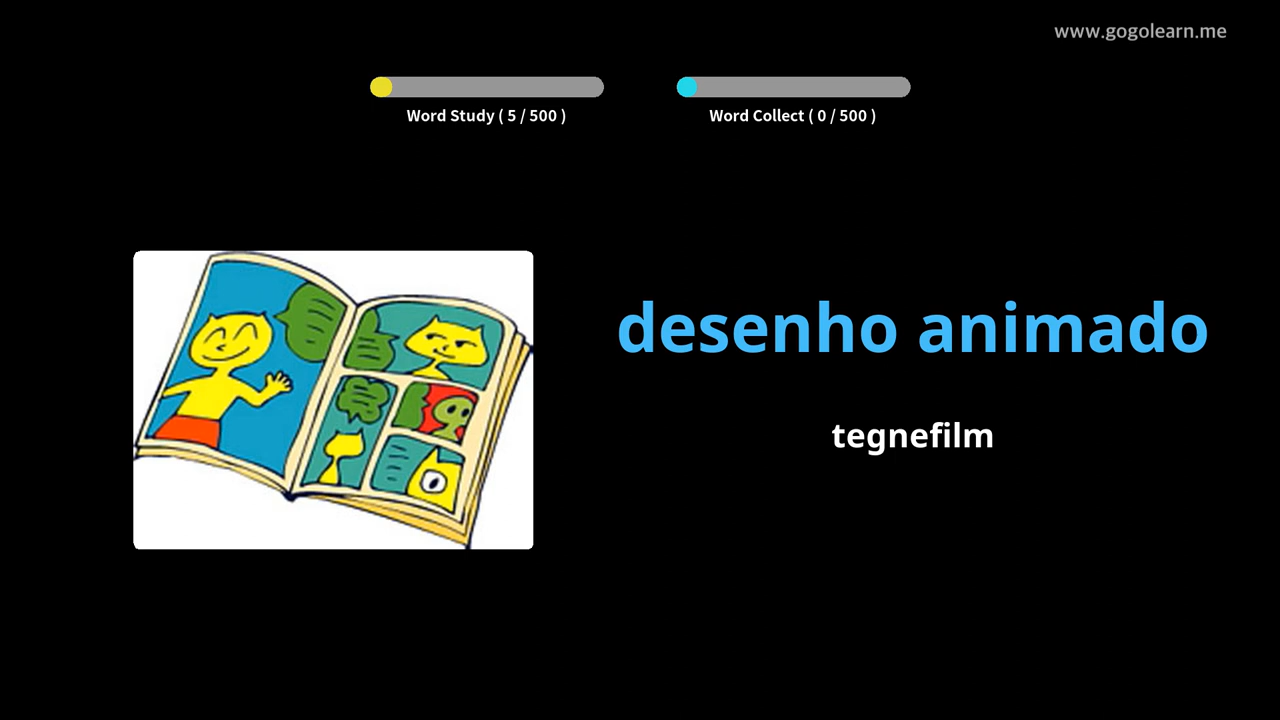 www.gogolearn.me
Word Study ( 5 / 500 )
Word Collect ( 0 / 500 )
desenho animado
tegnefilm